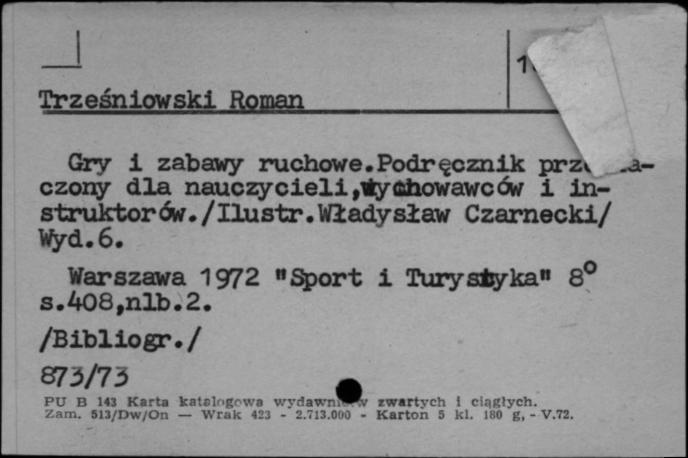 Trześniowski Roman
Gry i zabawy ruchowe.Podręcznik
czony dla nauczycieli,wychowawców i in-
struktorów./Ilustr.Władysław Czarnecki/
Wyd.6.
Warszawa 1972 "Sport i Turystyka" 8°
s.408,nlb.2.
/Bibliogr./
873/73
PU B 143 Karta katalogowa zwartych i ciągłych.
Zam. 513/Dw/On — Wrak 423 - 2.713.000 - Karton 5 kl. 180 g, - V.72.